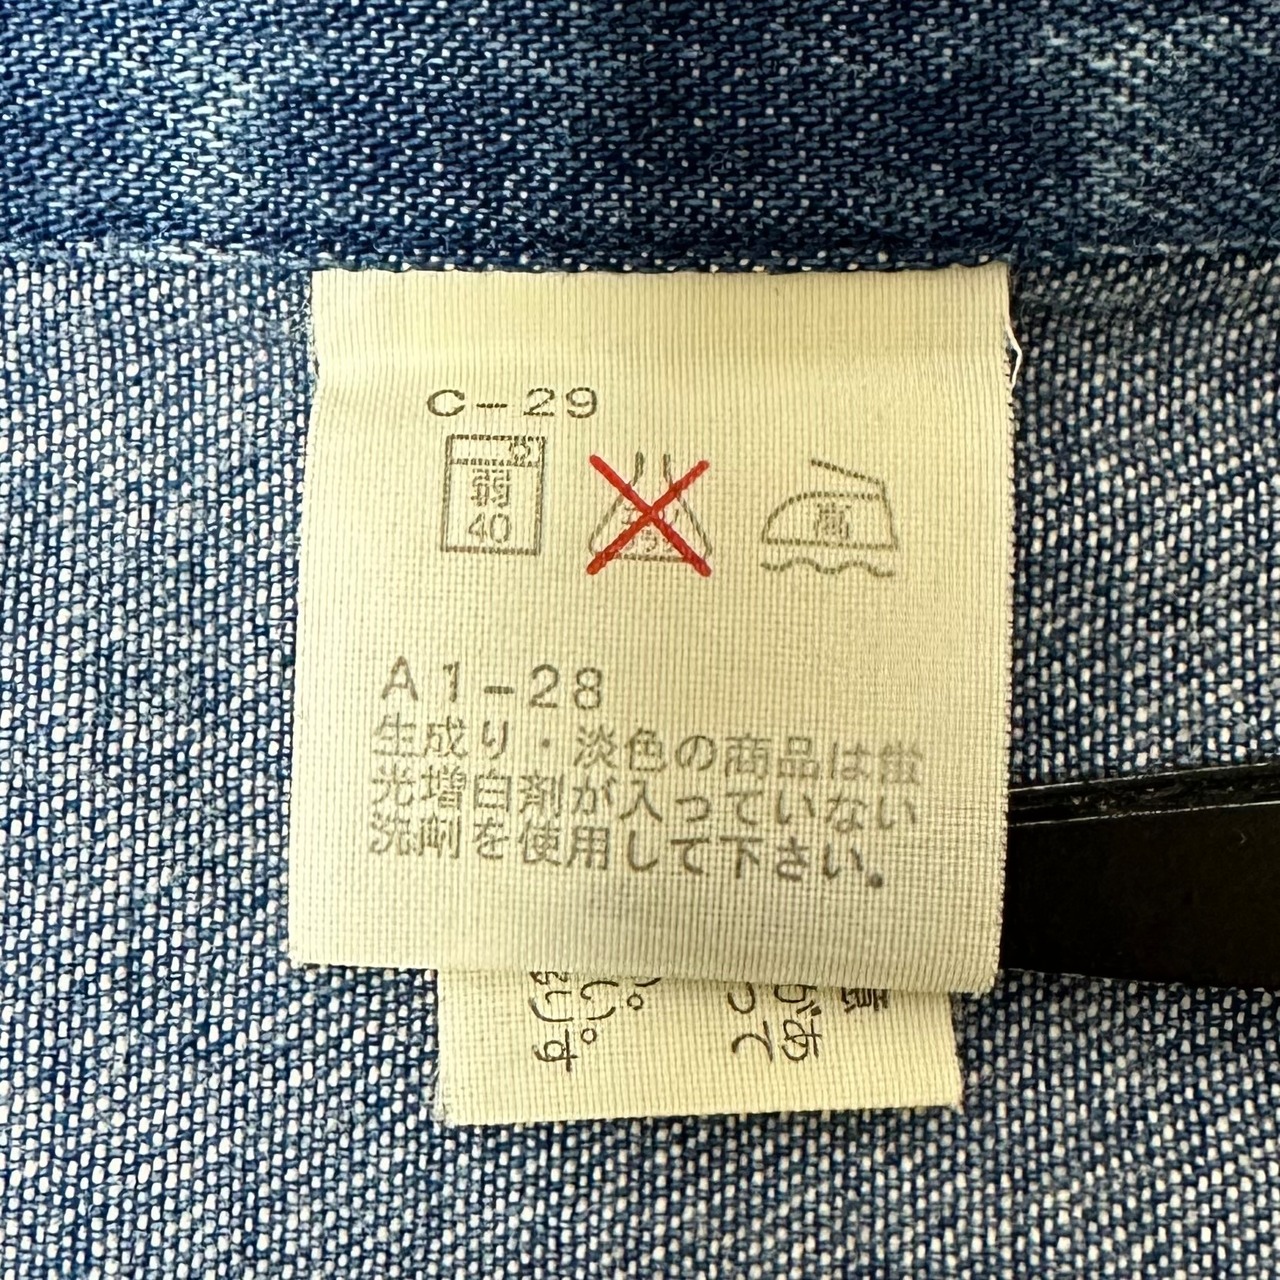 C-29
弱
40
高
A1-28
生成り・淡色の商品は蛍
光増白剤が入っていない
洗剤を使用して下さい。